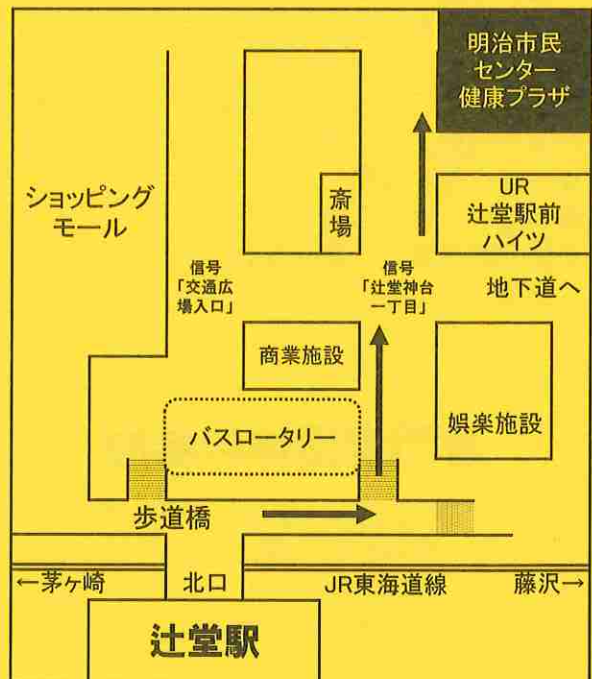 明治市民
センター
健康プラザ
ショッピング
モール
斎場
UR
辻堂駅前
ハイツ
信号
「交通広
場入口」
信号
「辻堂神台
一丁目」
地下道へ
商業施設
娯楽施設
バスロータリー
歩道橋
←茅ヶ崎
北口
JR東海道線
藤沢→
辻堂駅